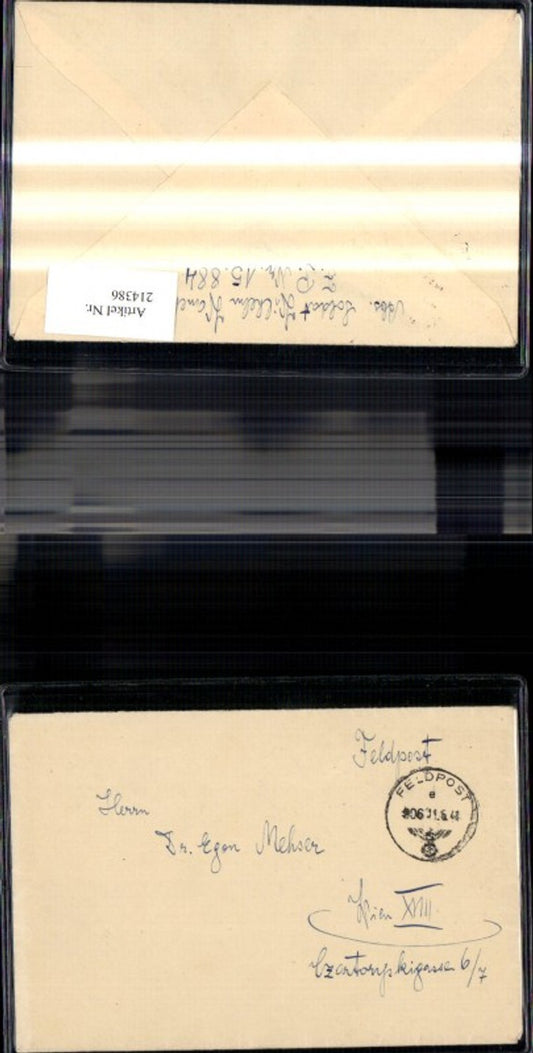 Abs. Soldat Wilhelm
F.P. Nr. 15.884
Artikel Nr.
214386
Feldpost
FELDPOST
e
Herrn
Dr. Egon Mehser
Wien XVIII.
Czartoryskigasse 6/7